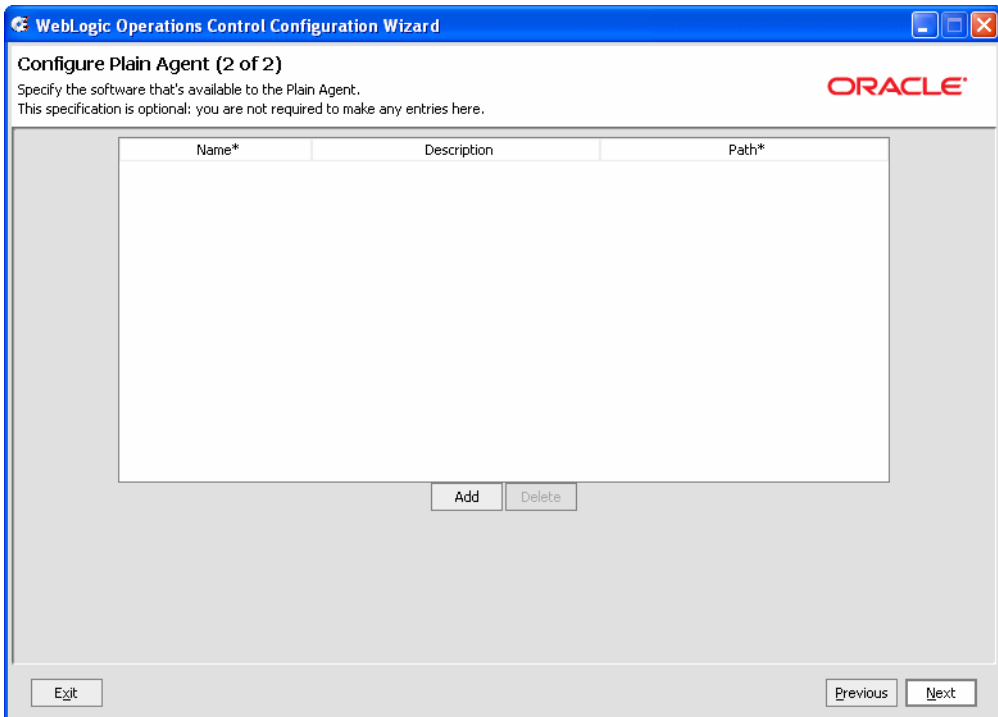 WebLogic Operations Control Configuration Wizard
Configure Plain Agent (2 of 2)
Specify the software that's available to the Plain Agent.
This specification is optional: you are not required to make any entries here.
ORACLE
Name* Description Path*
Add Delete
Exit Previous Next